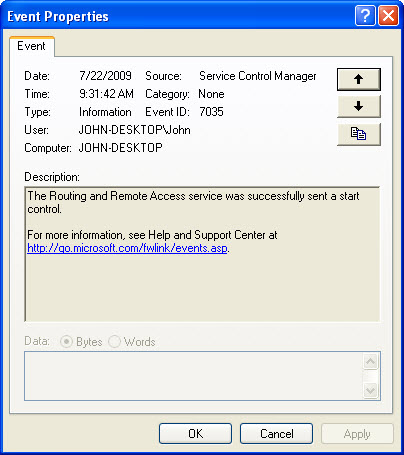 Event Properties
Event
Date: 7/22/2009 Source: Service Control Manager
Time: 9:31:42 AM Category: None
Type: Information Event ID: 7035
User: JOHN-DESKTOP\John
Computer: JOHN-DESKTOP
Description:
The Routing and Remote Access service was successfully sent a start
control.
For more information, see Help and Support Center at
http://go.microsoft.com/fwlink/events.asp.
Data: Bytes Words
OK Cancel Apply